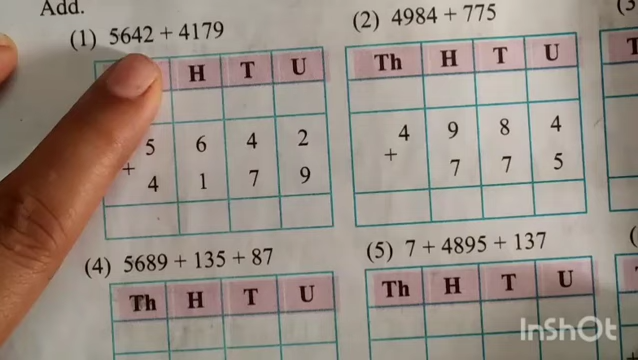 Add.
(1) 5642 + 4179
(2) 4984 + 775
H T U
Th H T U
5 6 4 2
+ 4 1 7 9
4 9 8 4
+ 7 7 5
(4) 5689 + 135 + 87
(5) 7 + 4895 + 137
Th H T U
Th H T U
InShOt